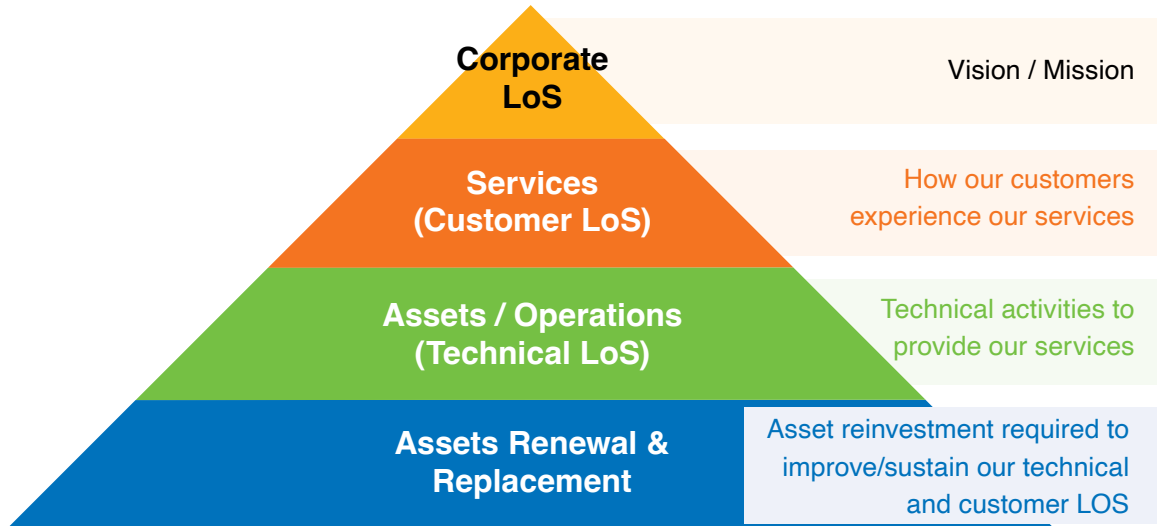 Corporate
LoS
Vision / Mission
Services
(Customer LoS)
How our customers
experience our services
Assets / Operations
(Technical LoS)
Technical activities to
provide our services
Assets Renewal &
Replacement
Asset reinvestment required to
improve/sustain our technical
and customer LOS